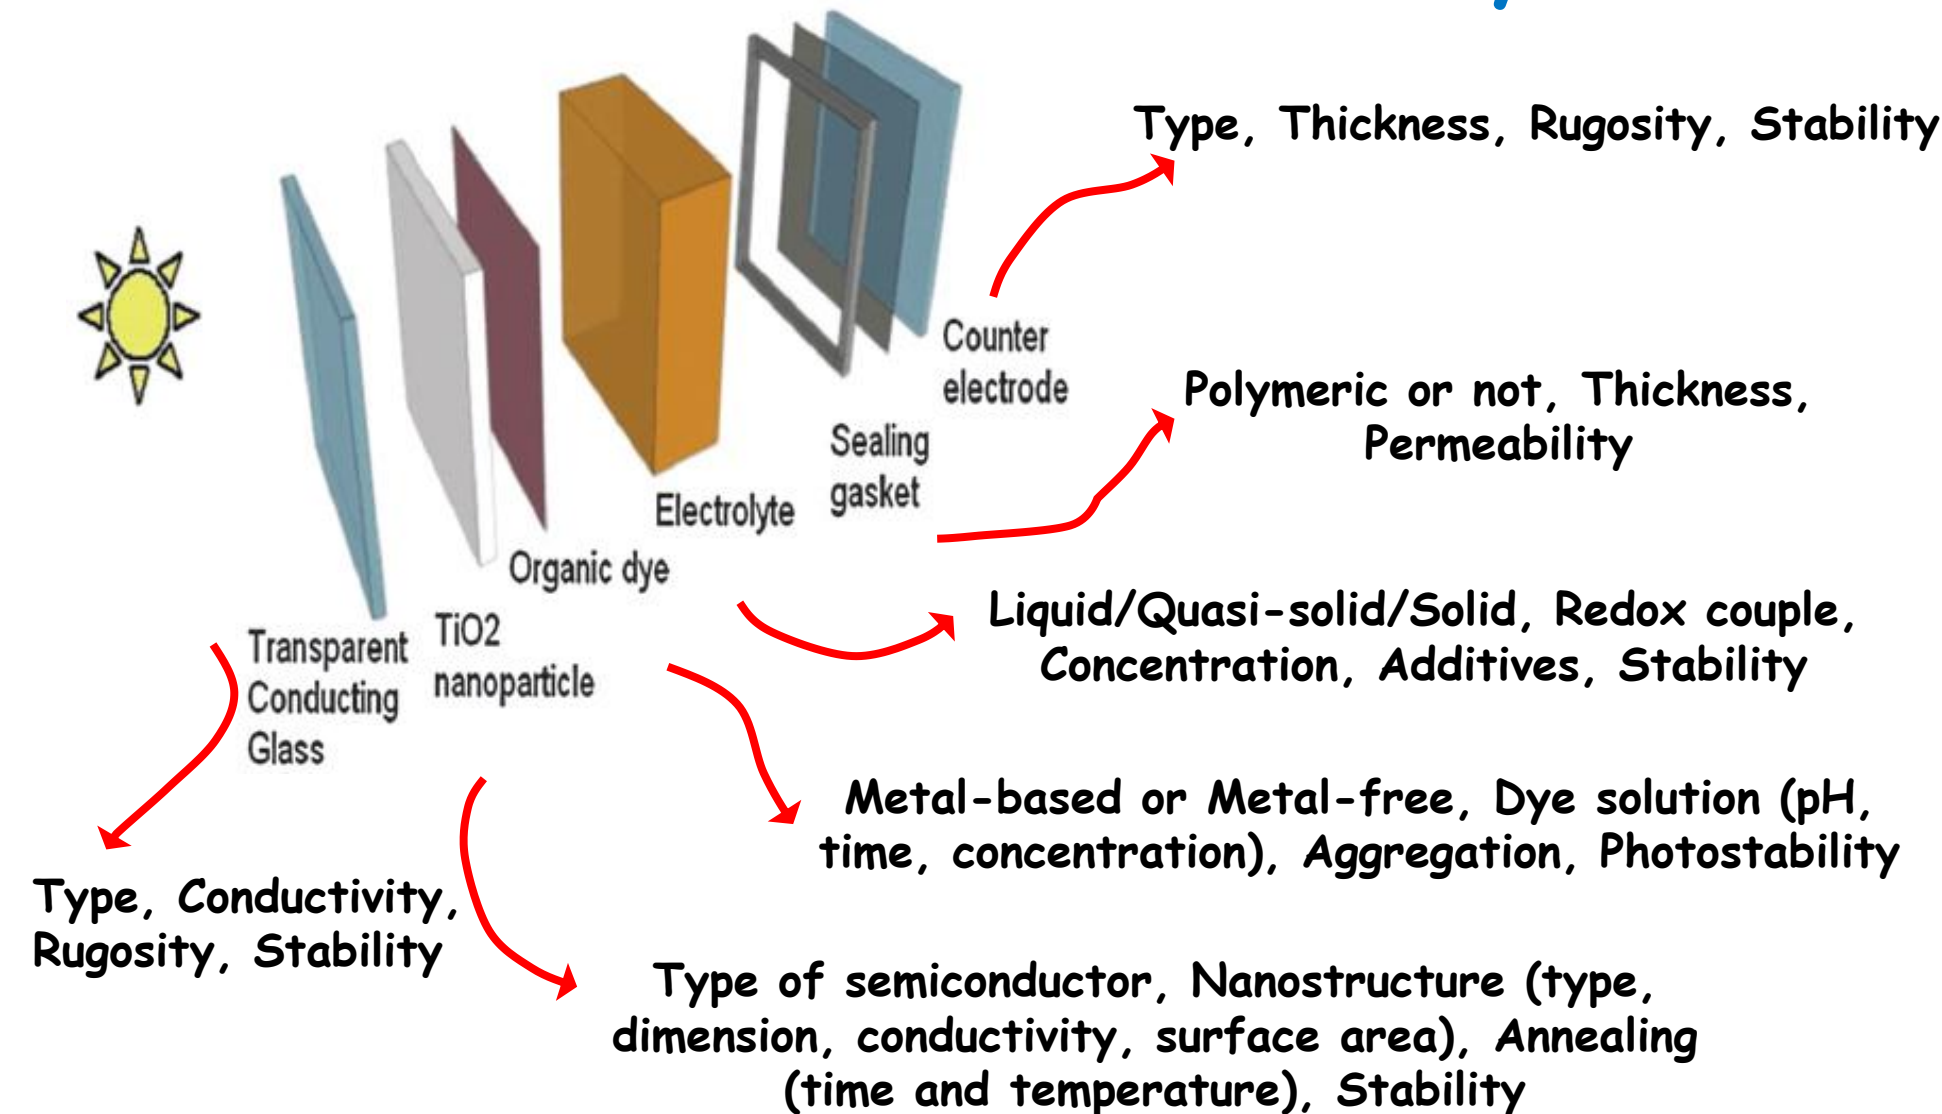 Type, Thickness, Rugosity, Stability
Counter
electrode
Polymeric or not, Thickness,
Permeability
Sealing
gasket
Electrolyte
Organic dye
Liquid/Quasi-solid/Solid, Redox couple,
Concentration, Additives, Stability
TiO2
nanoparticle
Transparent
Conducting
Glass
Metal-based or Metal-free, Dye solution (pH,
time, concentration), Aggregation, Photostability
Type, Conductivity,
Rugosity, Stability
Type of semiconductor, Nanostructure (type,
dimension, conductivity, surface area), Annealing
(time and temperature), Stability